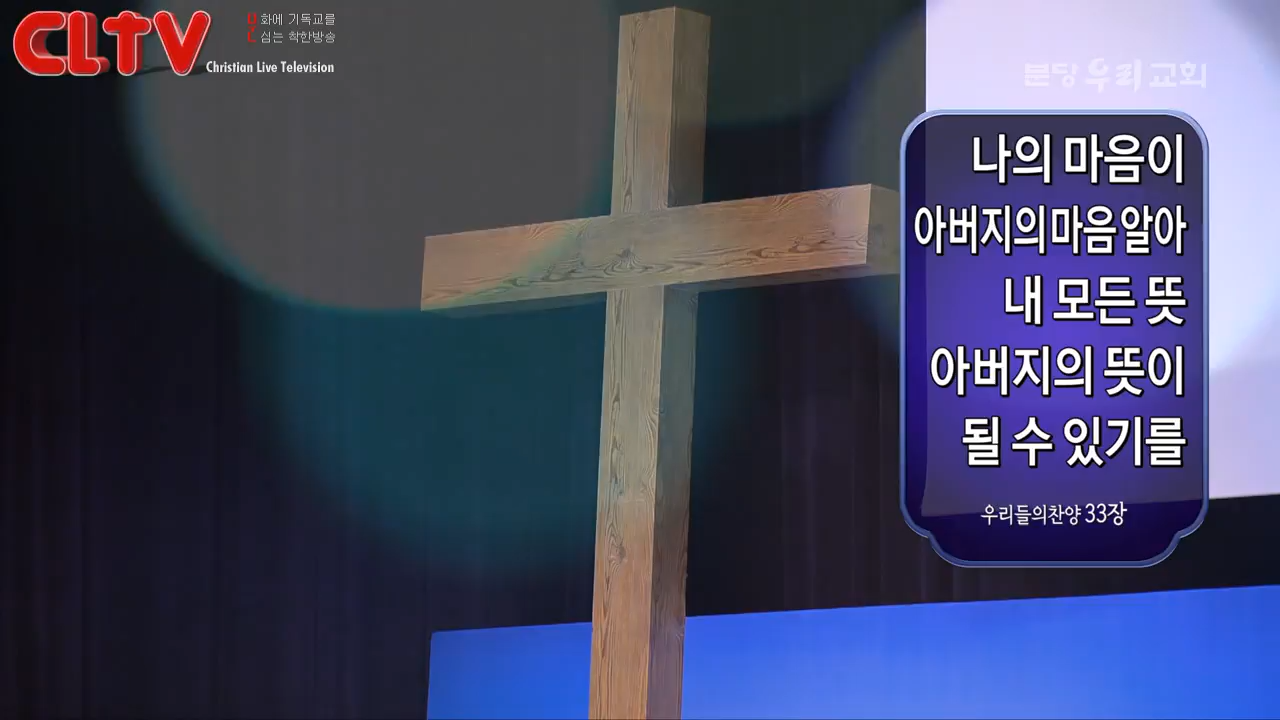 CLTV
문화에 기독교를
심는 착한방송
Christian Live Television
분당우리교회
나의 마음이
아버지의 마음 알아
내 모든 뜻
아버지의 뜻이
될 수 있기를
우리들의찬양 33장